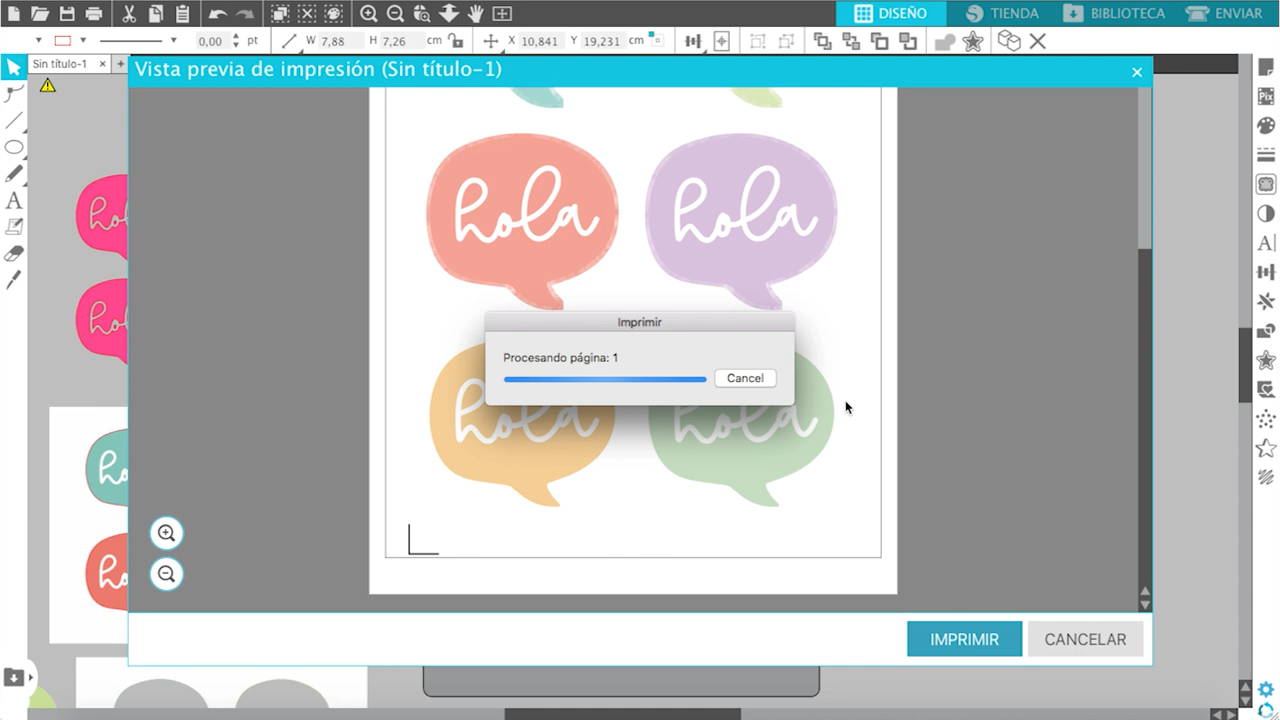 DISEÑO
TIENDA
BIBLIOTECA
ENVIAR
0,00 pt
W 7,88 H 7,26 cm
X 10,841 Y 19,231 cm
Sin título-1
Vista previa de impresión (Sin título-1)
hola
hola
Imprimir
Procesando página: 1
Cancel
hola
hola
IMPRIMIR
CANCELAR
A
A
Pix